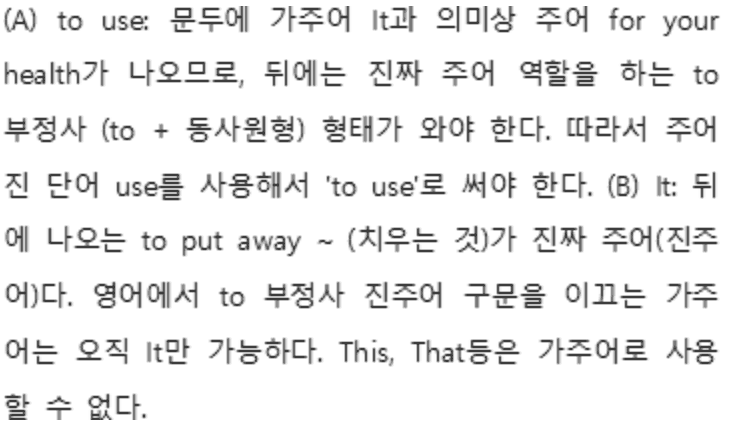 (A) to use: 문두에 가주어 It과 의미상 주어 for your
health가 나오므로, 뒤에는 진짜 주어 역할을 하는 to
부정사 (to + 동사원형) 형태가 와야 한다. 따라서 주어
진 단어 use를 사용해서 'to use'로 써야 한다. (B) It: 뒤
에 나오는 to put away ~ (치우는 것)가 진짜 주어(진주
어)다. 영어에서 to 부정사 진주어 구문을 이끄는 가주
어는 오직 It만 가능하다. This, That등은 가주어로 사용
할 수 없다.